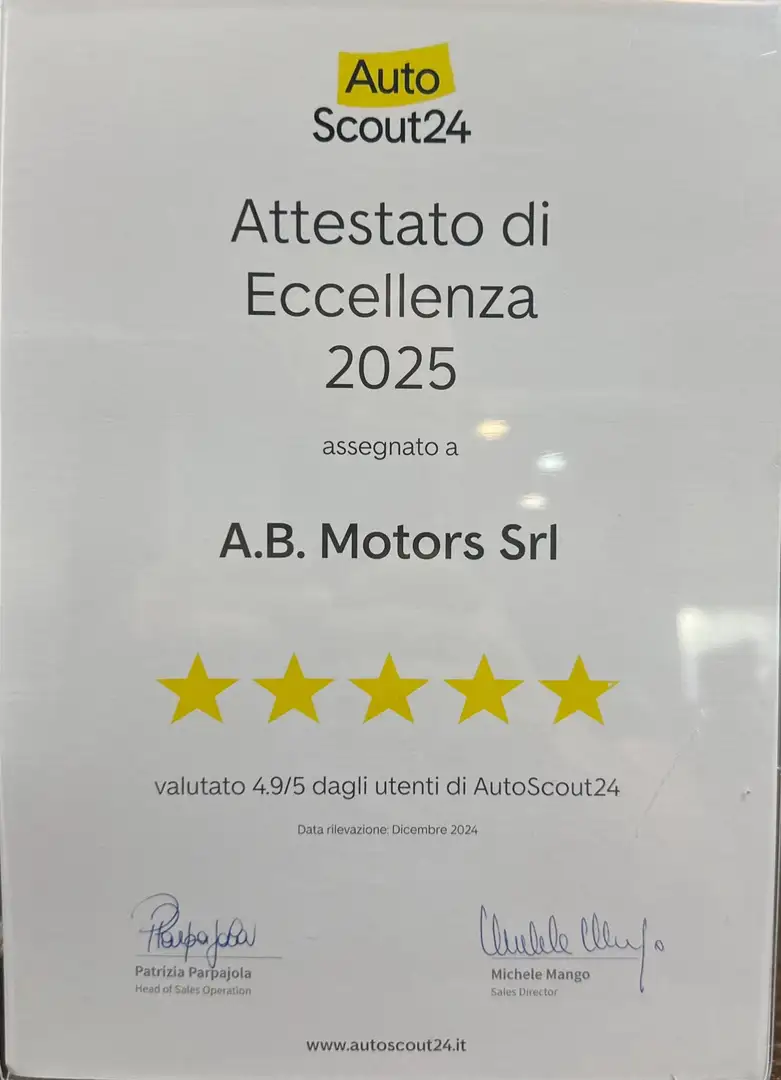 Auto
Scout24
Attestato di
Eccellenza
2025
assegnato a
A.B. Motors Srl
valutato 4.9/5 dagli utenti di AutoScout24
Data rilevazione: Dicembre 2024
Patrizia Parpajola
Michele Mango
Head of Sales Operation
Sales Director
www.autoscout24.it